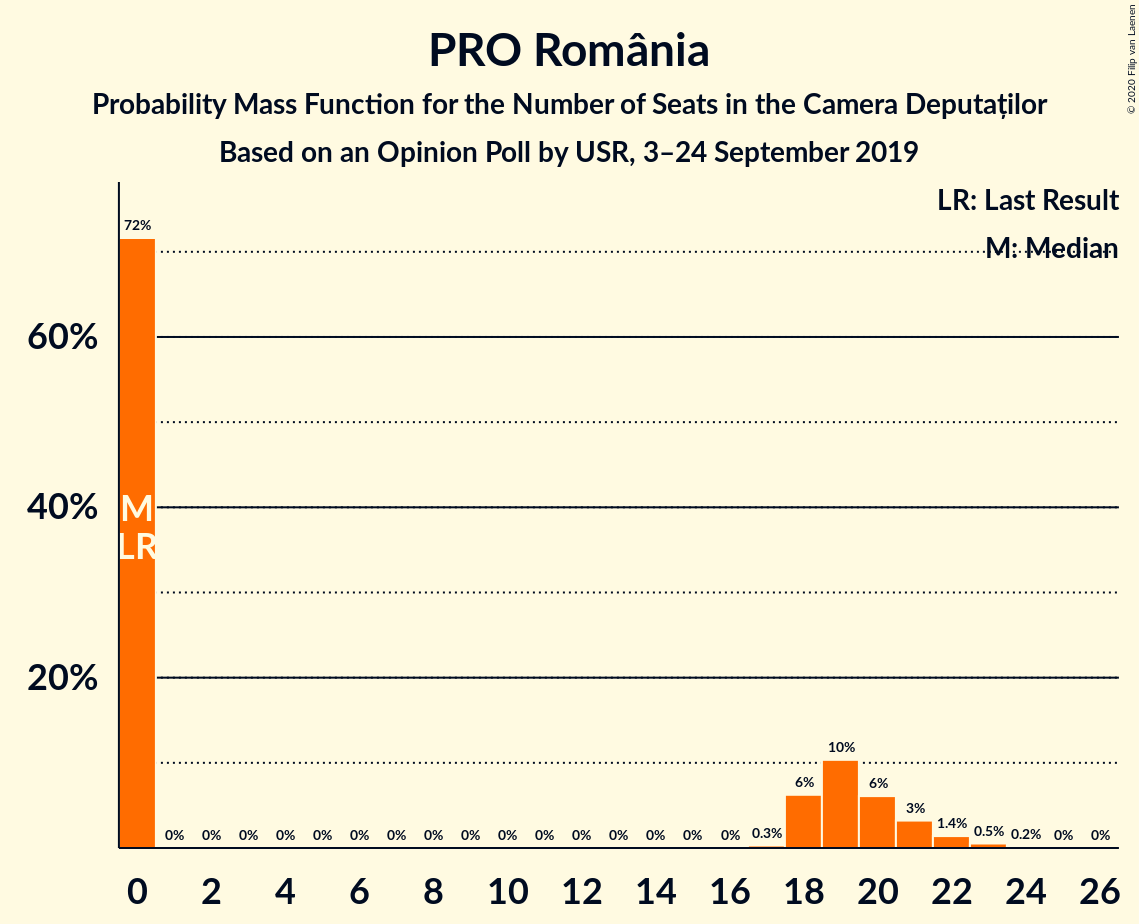 PRO România
Probability Mass Function for the Number of Seats in the Camera Deputaților
Based on an Opinion Poll by USR, 3–24 September 2019
© 2020 Filip van Laenen
LR: Last Result
M: Median
72%
60%
40%
20%
M
LR
0% 0% 0% 0% 0% 0% 0% 0% 0% 0% 0% 0% 0% 0% 0% 0% 0.3% 6% 10% 6% 3% 1.4% 0.5% 0.2% 0% 0%
0 2 4 6 8 10 12 14 16 18 20 22 24 26